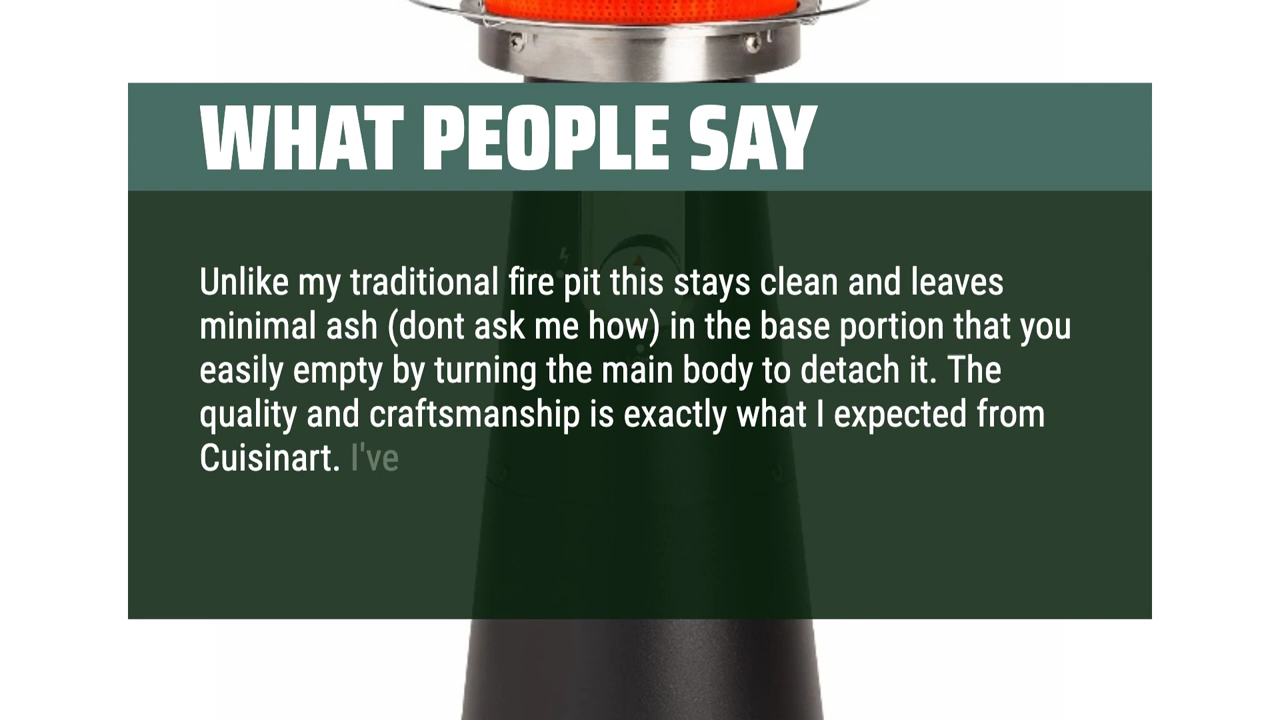 WHAT PEOPLE SAY
Unlike my traditional fire pit this stays clean and leaves
minimal ash (dont ask me how) in the base portion that you
easily empty by turning the main body to detach it. The
quality and craftsmanship is exactly what I expected from
Cuisinart. I've